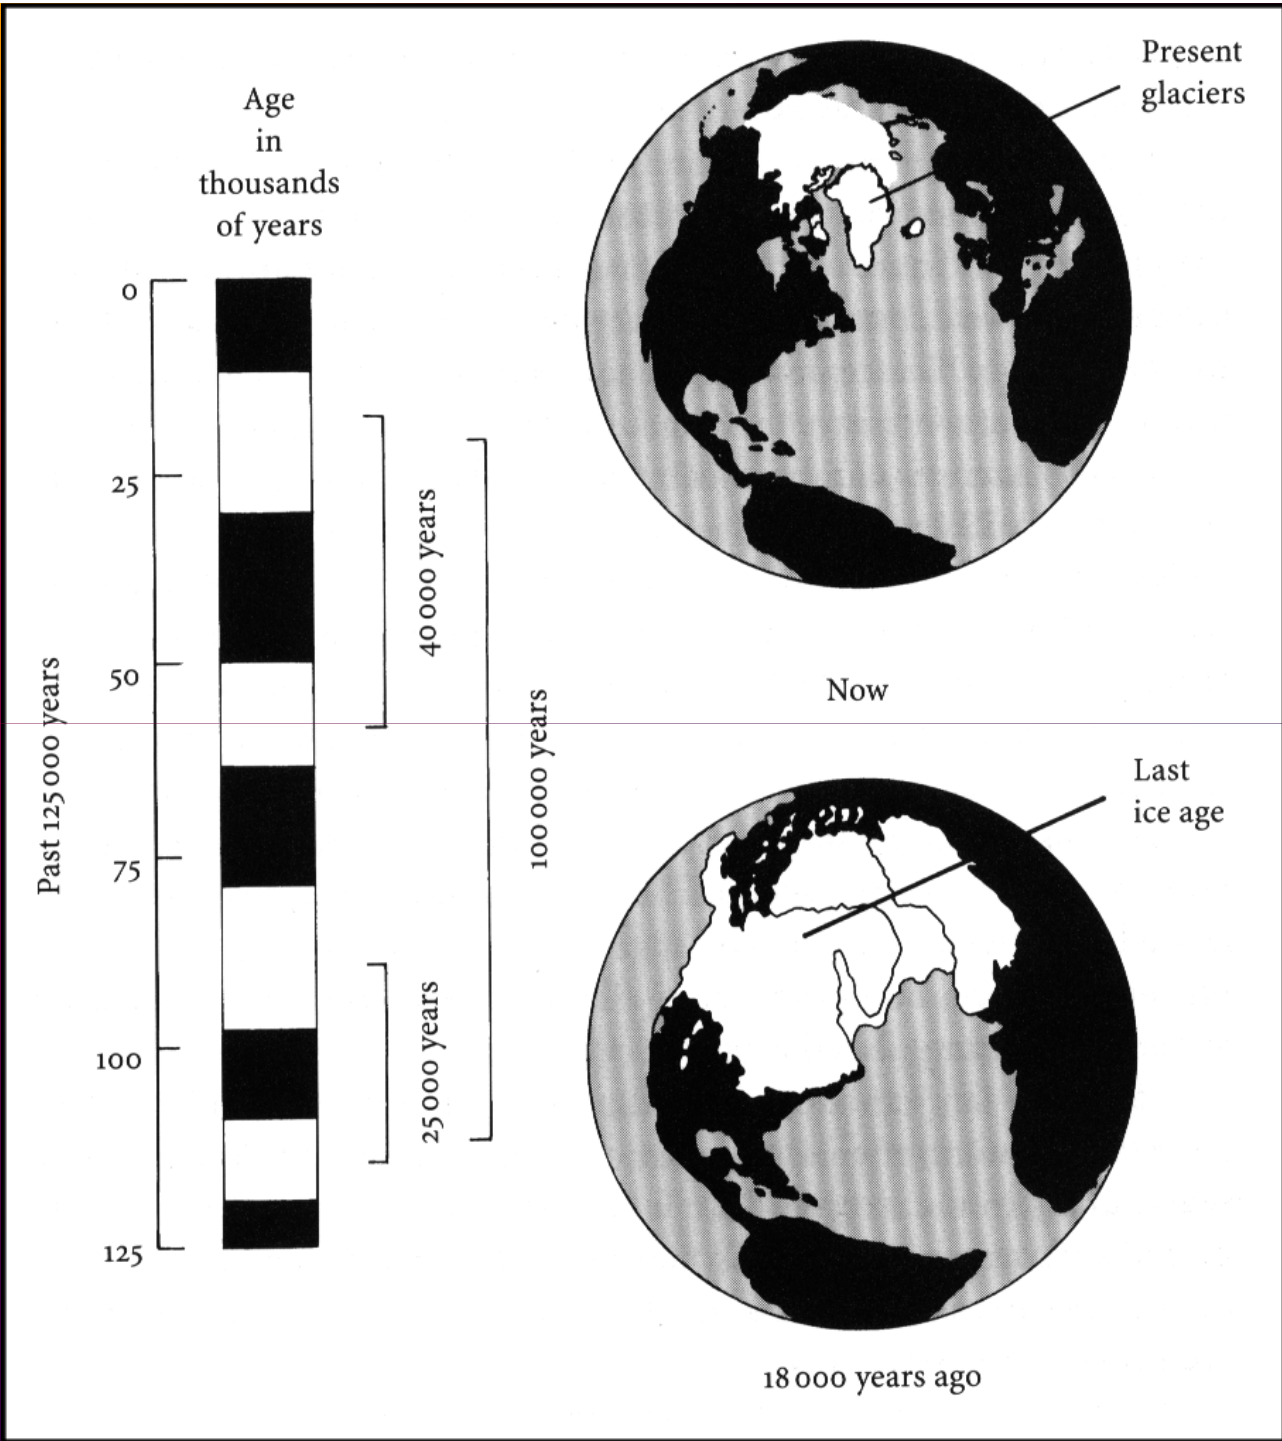 Age
in
thousands
of years
0
25
50
75
100
125
Past 125 000 years
40 000 years
100 000 years
25 000 years
Present
glaciers
Now
Last
ice age
18 000 years ago